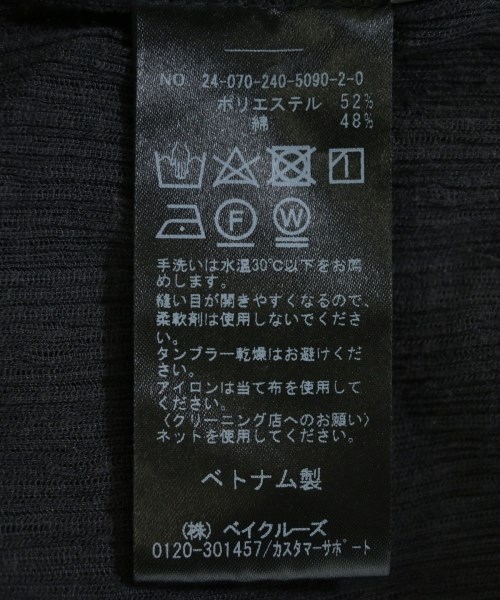 NO 24-070-240-5090-2-0
ポリエステル 52%
綿 48%
F W
手洗いは水温30℃以下をお薦
めします。
縫い目が開きやすくなるので、
柔軟剤は使用しないでくださ
い。
タンブラー乾燥はお避けくだ
さい。
アイロンは当て布を使用して
ください。
〈クリーニング店へのお願い〉
ネットを使用してください。
ベトナム製
(株) ベイクルーズ
0120-301457/カスタマーサポート